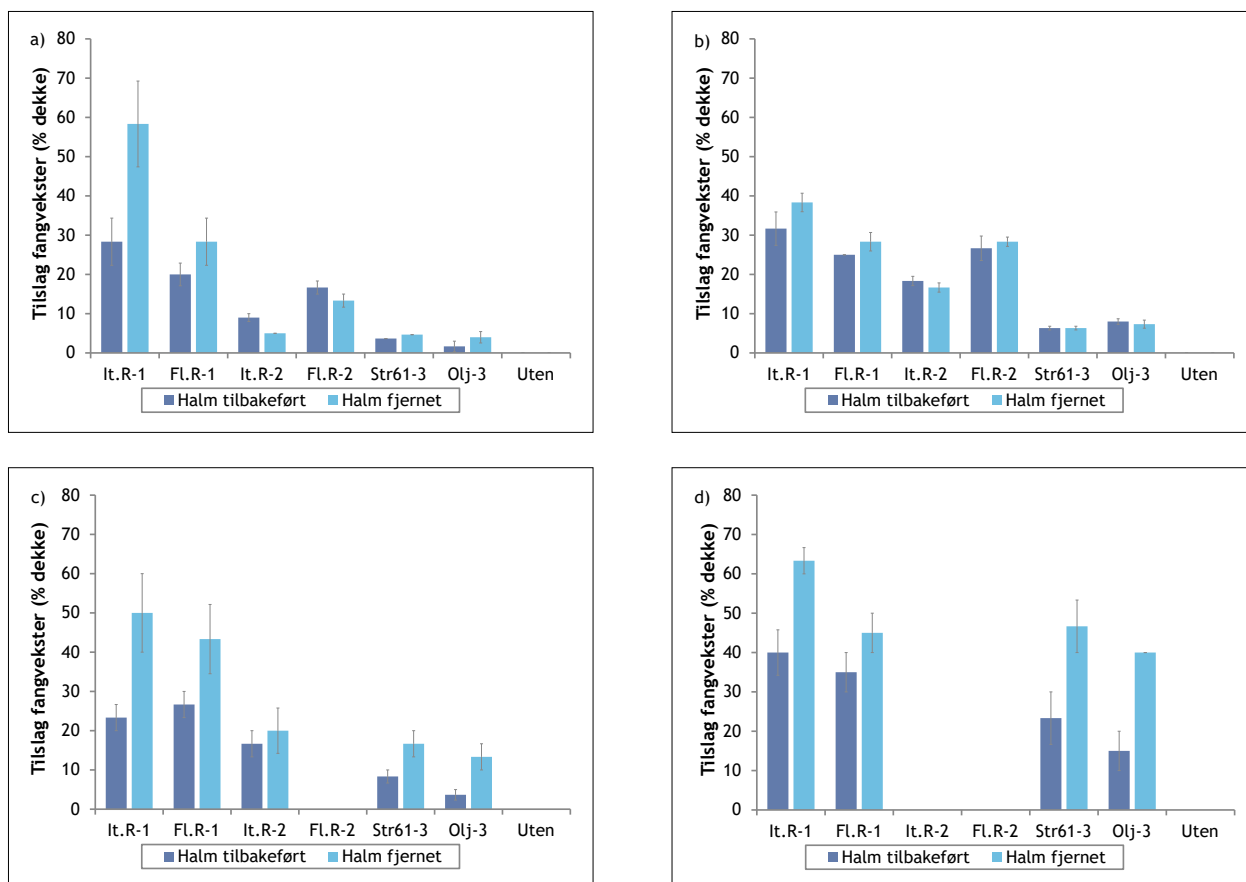 a)
Tilslag fangvekster (% dekke)
80
70
60
50
40
30
20
10
0
It.R-1 Fl.R-1 It.R-2 Fl.R-2 Str61-3 Olj-3 Uten
Halm tilbakeført Halm fjernet
b)
Tilslag fangvekster (% dekke)
80
70
60
50
40
30
20
10
0
It.R-1 Fl.R-1 It.R-2 Fl.R-2 Str61-3 Olj-3 Uten
Halm tilbakeført Halm fjernet
c)
Tilslag fangvekster (% dekke)
80
70
60
50
40
30
20
10
0
It.R-1 Fl.R-1 It.R-2 Fl.R-2 Str61-3 Olj-3 Uten
Halm tilbakeført Halm fjernet
d)
Tilslag fangvekster (% dekke)
80
70
60
50
40
30
20
10
0
It.R-1 Fl.R-1 It.R-2 Fl.R-2 Str61-3 Olj-3 Uten
Halm tilbakeført Halm fjernet